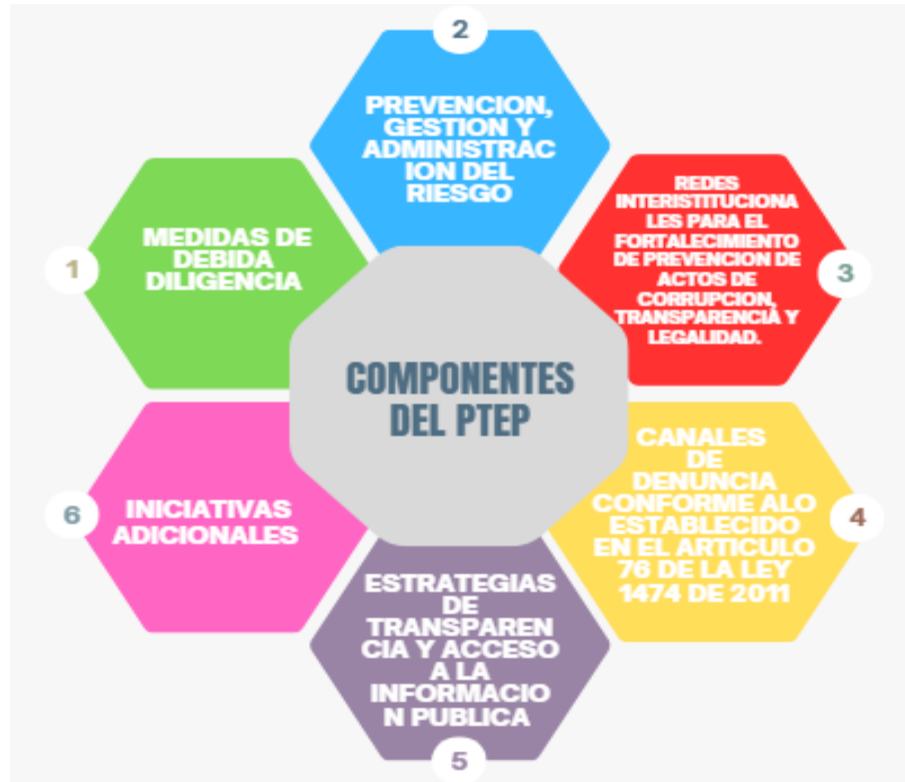 COMPONENTES
DEL PTEP
1
MEDIDAS DE
DEBIDA
DILIGENCIA
2
PREVENCION,
GESTION Y
ADMINISTRAC
ION DEL
RIESGO
3
REDES
INTERISTITUCIONA
LES PARA EL
FORTALECIMIENTO
DE PREVENCION DE
ACTOS DE
CORRUPCION,
TRANSPARENCIA Y
LEGALIDAD.
4
CANALES
DE
DENUNCIA
CONFORME ALO
ESTABLECIDO
EN EL ARTICULO
76 DE LA LEY
1474 DE 2011
5
ESTRATEGIAS
DE
TRANSPAREN
CIA Y ACCESO
A LA
INFORMACIO
N PUBLICA
6
INICIATIVAS
ADICIONALES